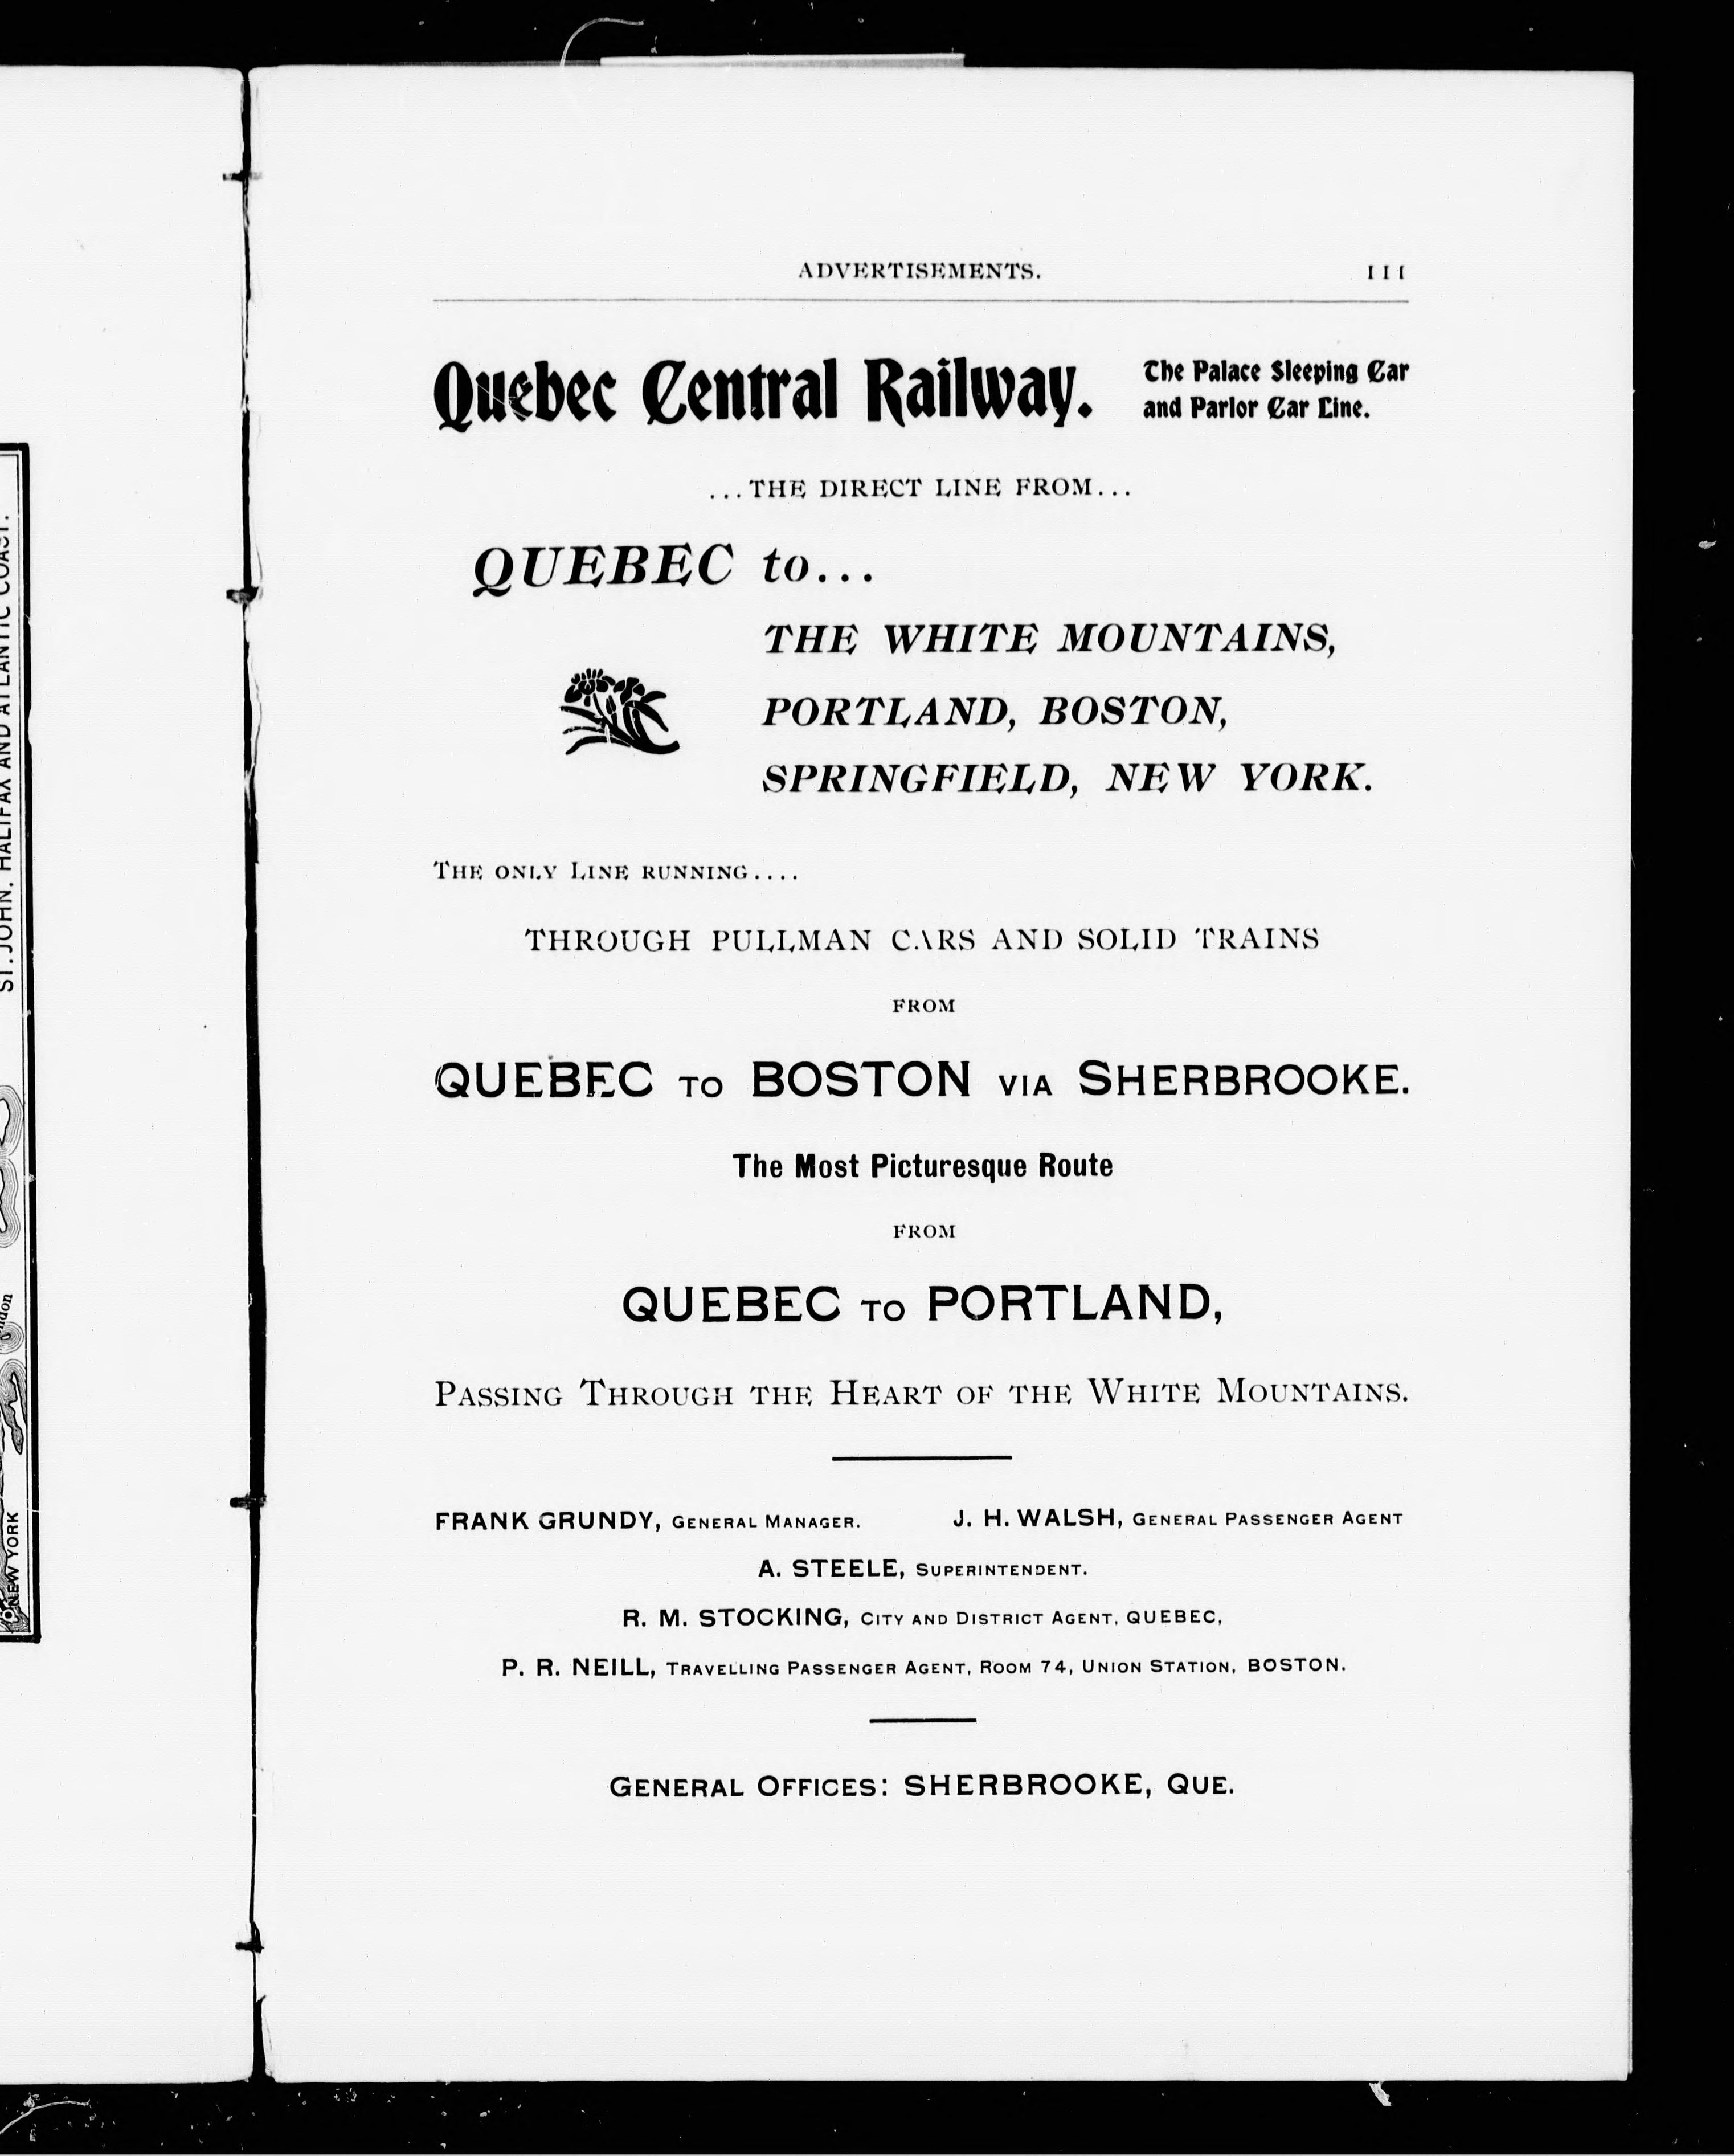 ADVERTISEMENTS. III
Quebec Central Railway.
The Palace Sleeping Car
and Parlor Car Line.
...THE DIRECT LINE FROM...
QUEBEC to...
THE WHITE MOUNTAINS,
PORTLAND, BOSTON,
SPRINGFIELD, NEW YORK.
THE ONLY LINE RUNNING....
THROUGH PULLMAN CARS AND SOLID TRAINS
FROM
QUEBEC TO BOSTON VIA SHERBROOKE.
The Most Picturesque Route
FROM
QUEBEC TO PORTLAND,
PASSING THROUGH THE HEART OF THE WHITE MOUNTAINS.
FRANK GRUNDY, GENERAL MANAGER. J. H. WALSH, GENERAL PASSENGER AGENT
A. STEELE, SUPERINTENDENT.
R. M. STOCKING, CITY AND DISTRICT AGENT, QUEBEC,
P. R. NEILL, TRAVELLING PASSENGER AGENT, ROOM 74, UNION STATION, BOSTON.
GENERAL OFFICES: SHERBROOKE, QUE.
ST. JOHN, HALIFAX AND ATLANTIC COAST.
NEW YORK